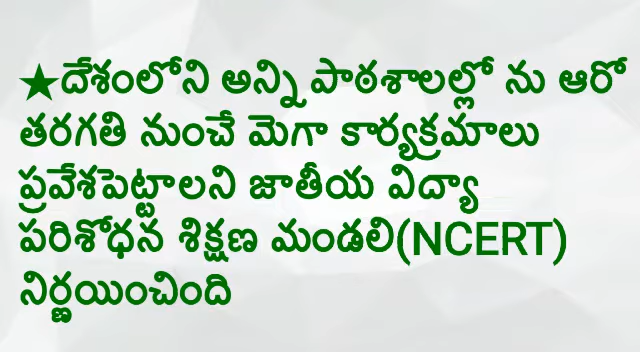 ★దేశంలోని అన్ని పాఠశాలల్లో ను ఆరో
తరగతి నుంచే మెగా కార్యక్రమాలు
ప్రవేశపెట్టాలని జాతీయ విద్యా
పరిశోధన శిక్షణ మండలి(NCERT)
నిర్ణయించింది